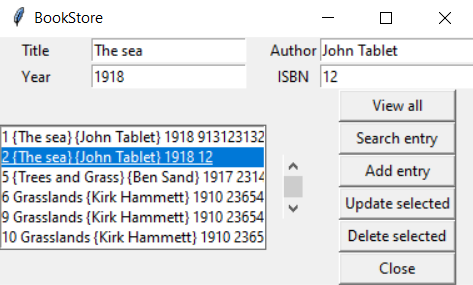 BookStore
Title The sea Author John Tablet
Year 1918 ISBN 12
View all
Search entry
Add entry
Update selected
Delete selected
Close
1 {The sea} {John Tablet} 1918 913123132
2 {The sea} {John Tablet} 1918 12
5 {Trees and Grass} {Ben Sand} 1917 2314
6 Grasslands {Kirk Hammett} 1910 23654
9 Grasslands {Kirk Hammett} 1910 23654
10 Grasslands {Kirk Hammett} 1910 2365